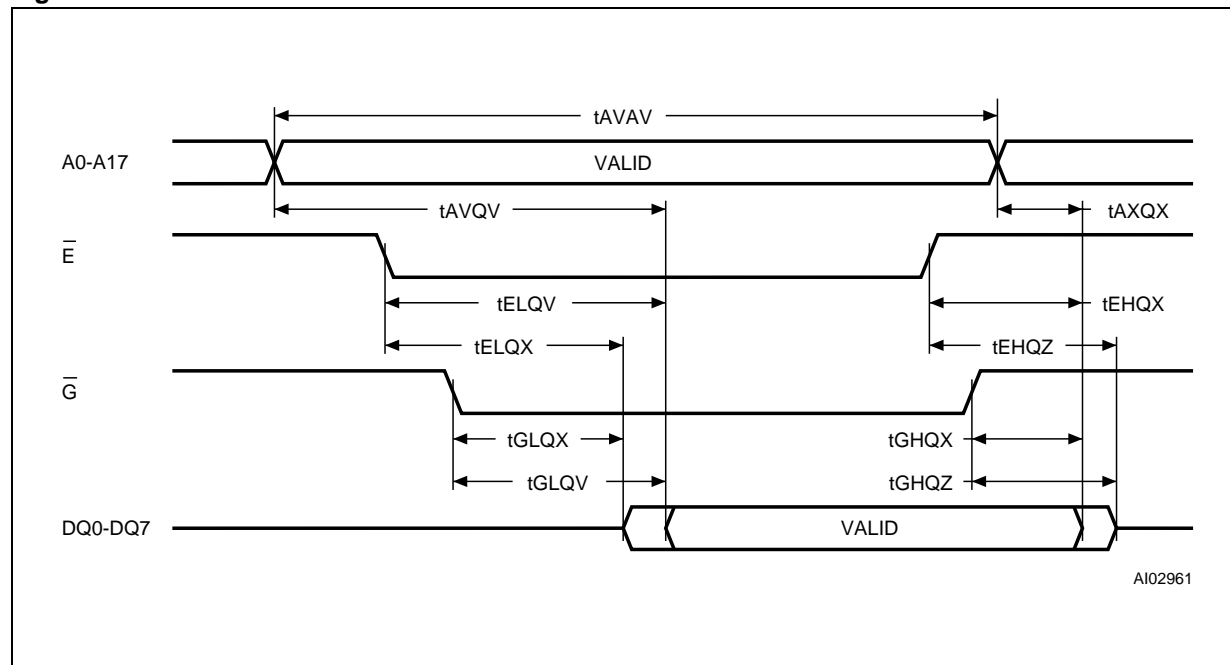 tAVAV
A0-A17 VALID
tAVQV tAXQX
E
tELQV tEHQX
tELQX tEHQZ
G
tGLQX tGHQX
tGLQV tGHQZ
DQ0-DQ7 VALID
AI02961